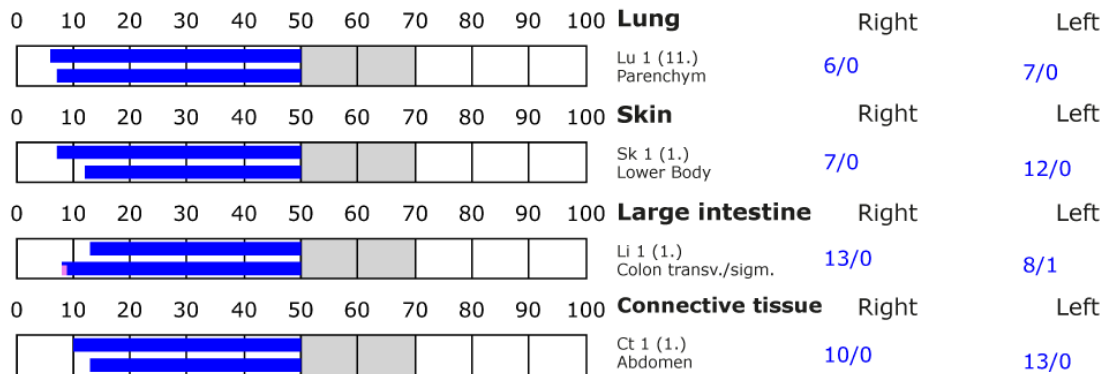 0 10 20 30 40 50 60 70 80 90 100 Lung Right Left
Lu 1 (11.) 6/0 7/0
Parenchym
0 10 20 30 40 50 60 70 80 90 100 Skin Right Left
Sk 1 (1.) 7/0 12/0
Lower Body
0 10 20 30 40 50 60 70 80 90 100 Large intestine Right Left
Li 1 (1.) 13/0 8/1
Colon transv./sigm.
0 10 20 30 40 50 60 70 80 90 100 Connective tissue Right Left
Ct 1 (1.) 10/0 13/0
Abdomen